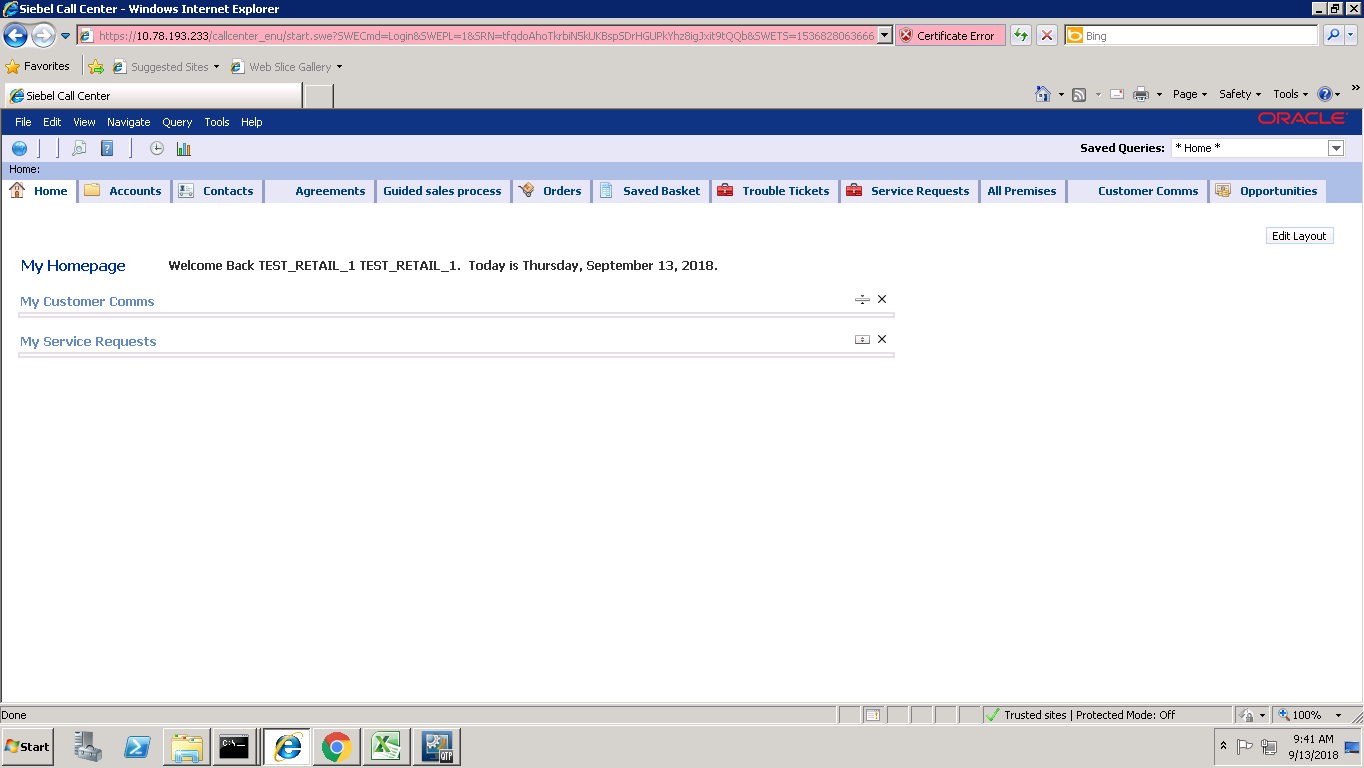 Siebel Call Center - Windows Internet Explorer
https://10.78.193.233/callcenter_enu/start.swe?SWECmd=Login&SWEPL=1&SRN=tfqdoAhoTkrbiN5kUKBspSDrHGUPkYhz8igJxit9tQQb&SWETS=1536828063666 Certificate Error Bing
Favorites Suggested Sites Web Slice Gallery
Siebel Call Center Page Safety Tools »
File Edit View Navigate Query Tools Help ORACLE
Saved Queries: * Home *
Home:
Home Accounts Contacts Agreements Guided sales process Orders Saved Basket Trouble Tickets Service Requests All Premises Customer Comms Opportunities
Edit Layout
My Homepage Welcome Back TEST_RETAIL_1 TEST_RETAIL_1. Today is Thursday, September 13, 2018.
My Customer Comms
My Service Requests
Done Trusted sites | Protected Mode: Off 100%
Start C:\. QTP 9:41 AM
9/13/2018